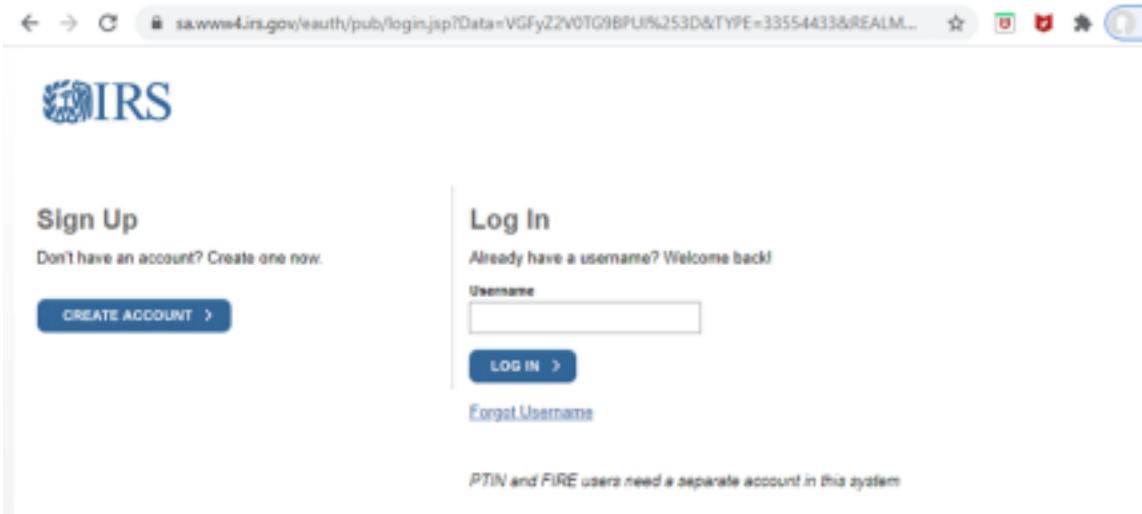 sa.www4.irs.gov/eauth/pub/login.jsp?Data=VGFyZ2V0TG9BPUI%253D&TYPE=33554433&REALM...
IRS
Sign Up
Don't have an account? Create one now.
CREATE ACCOUNT >
Log In
Already have a username? Welcome back!
Username
LOG IN >
Forgot Username
PTIN and FIRE users need a separate account in this system